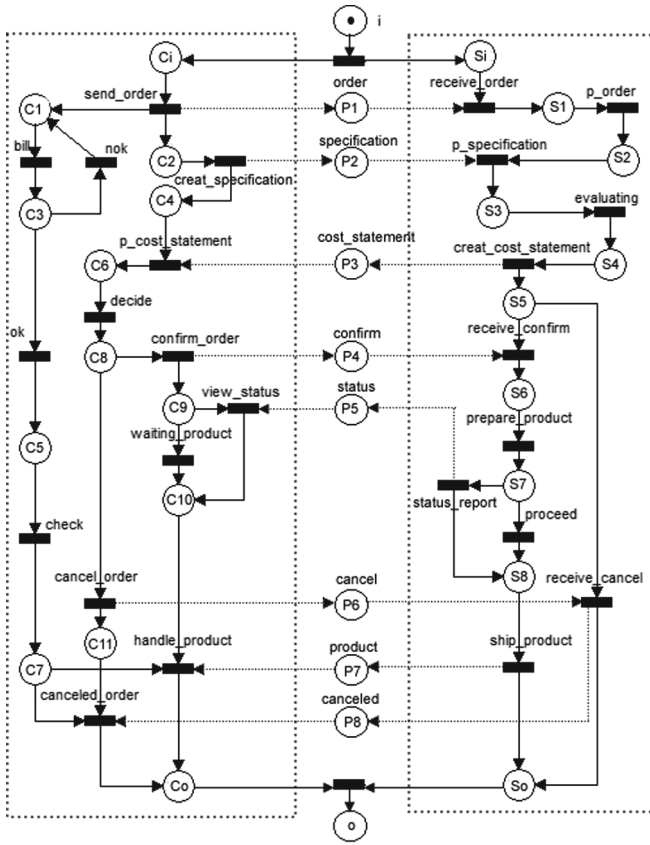 i
Ci
Si
order
send_order
receive_order
p_order
C1
P1
S1
bill
nok
specification
p_specification
C2
P2
S2
creat_specification
C3
C4
S3
evaluating
p_cost_statement
cost_statement
creat_cost_statement
C6
P3
S4
decide
S5
ok
confirm_order
confirm
receive_confirm
C8
P4
view_status
status
S6
C9
P5
prepare_product
waiting_product
C5
C10
S7
status_report
proceed
check
cancel_order
cancel
S8
receive_cancel
P6
C11
handle_product
product
ship_product
C7
P7
canceled_order
canceled
P8
Co
So
o